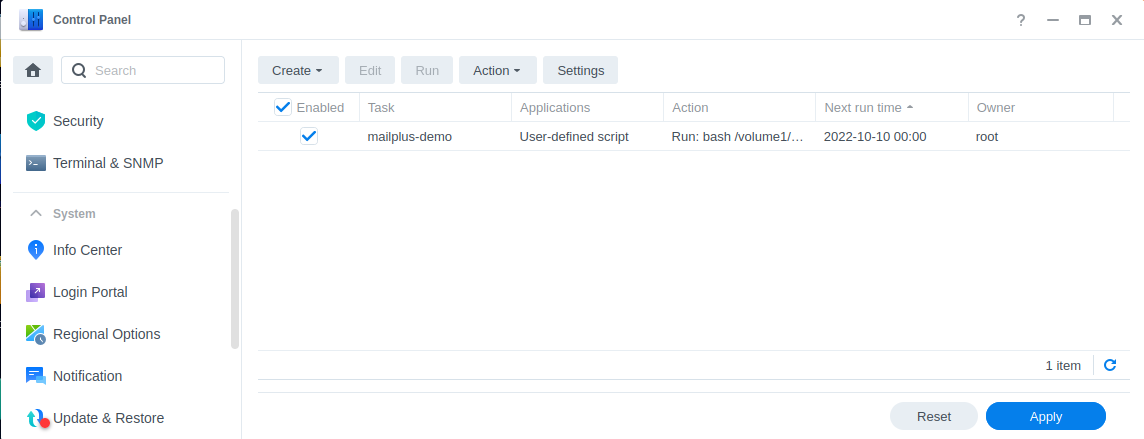 Control Panel
?
Search
Create Edit Run Action Settings
Enabled Task Applications Action Next run time Owner
mailplus-demo User-defined script Run: bash /volume1/… 2022-10-10 00:00 root
Security
Terminal & SNMP
System
Info Center
Login Portal
Regional Options
Notification
Update & Restore
1 item
Reset Apply